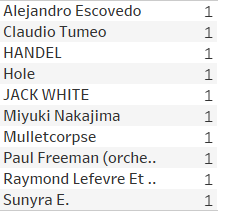 Alejandro Escovedo 1
Claudio Tumeo 1
HANDEL 1
Hole 1
JACK WHITE 1
Miyuki Nakajima 1
Mulletcorpse 1
Paul Freeman (orche.. 1
Raymond Lefevre Et .. 1
Sunyra E. 1